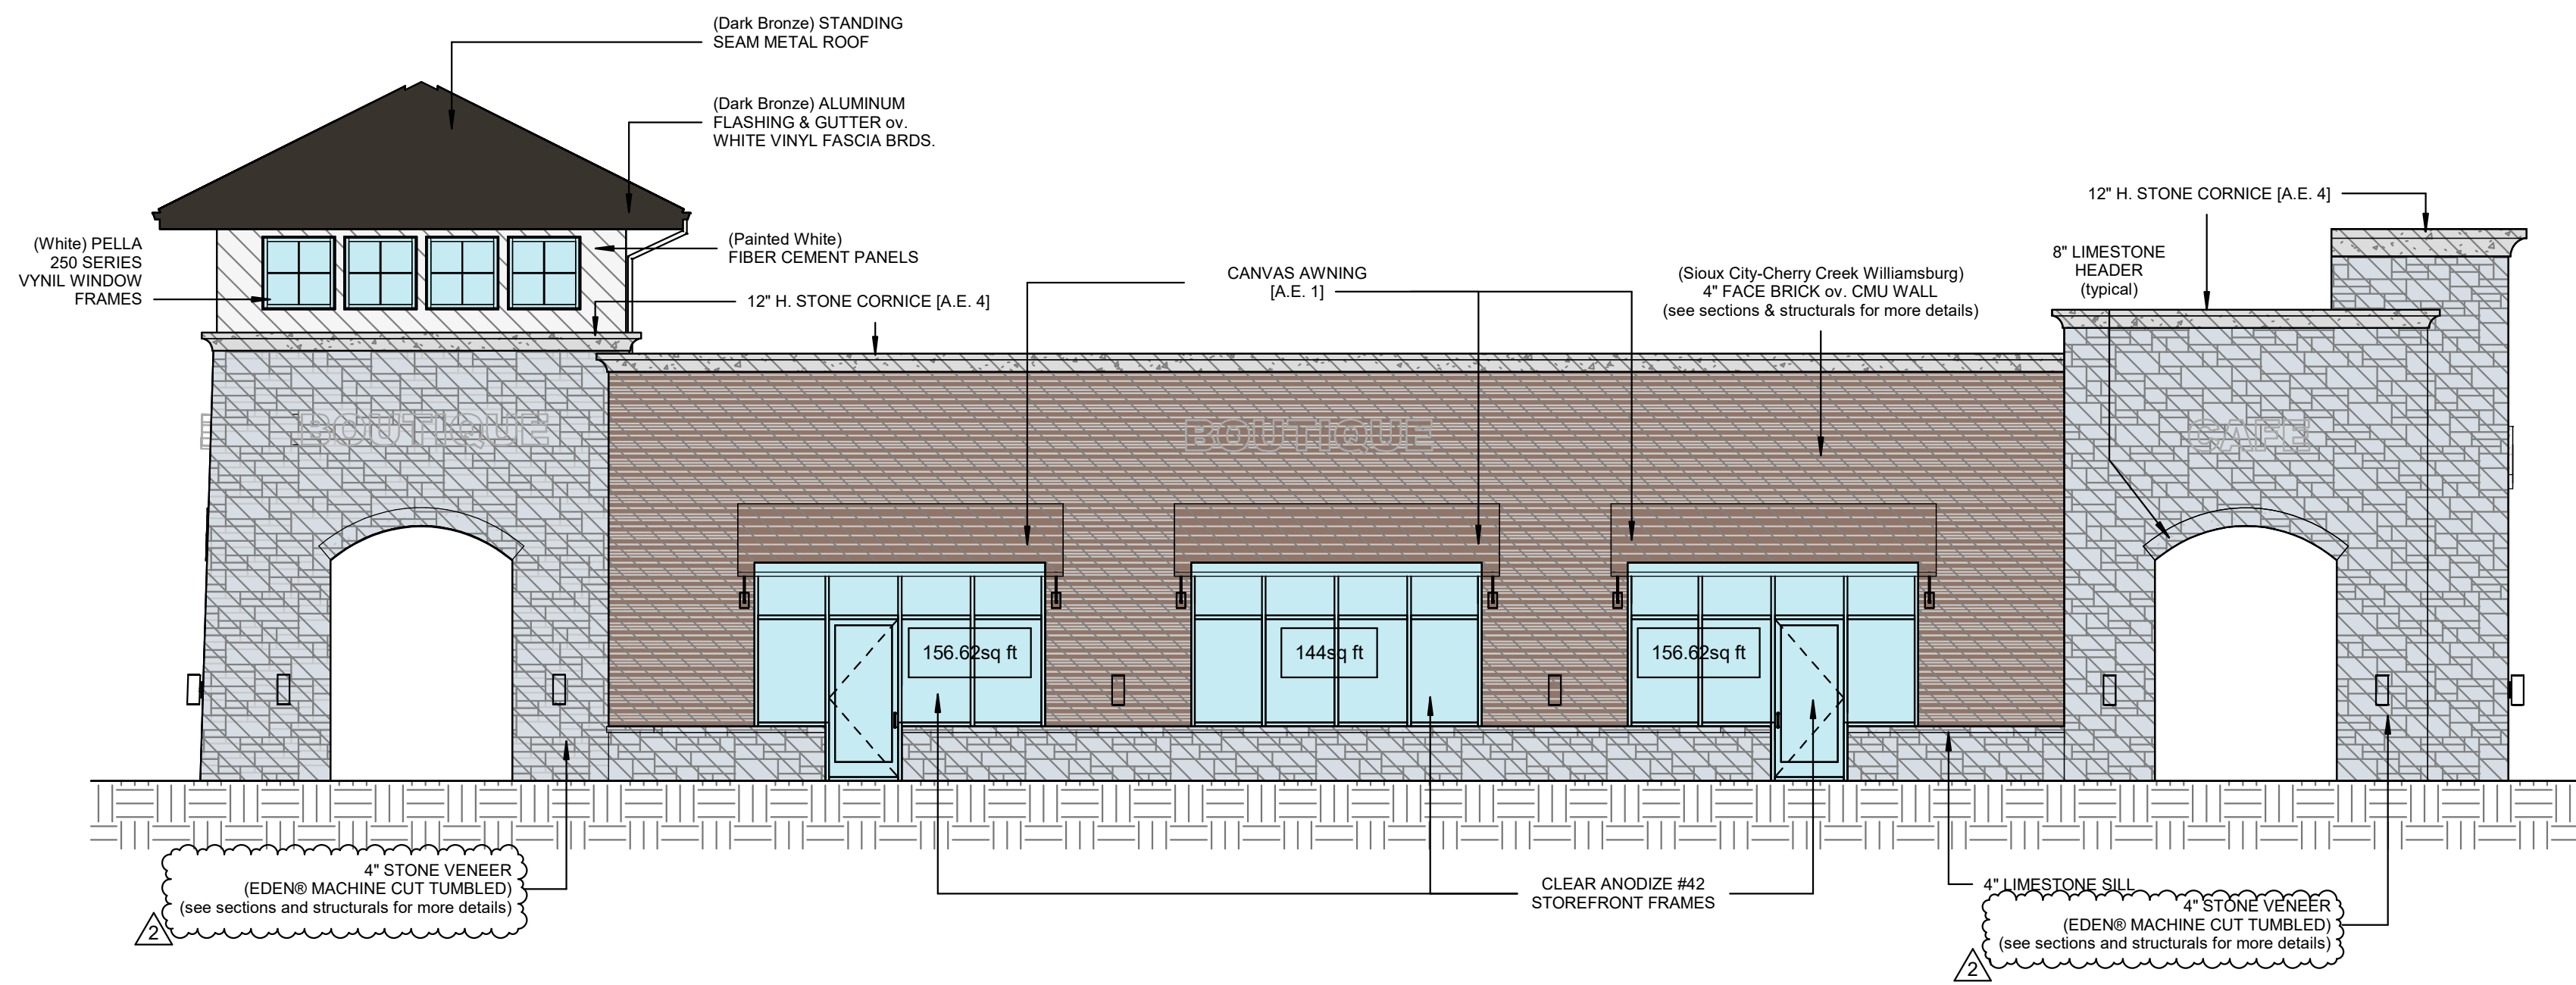 (Dark Bronze) STANDING
SEAM METAL ROOF
(Dark Bronze) ALUMINUM
FLASHING & GUTTER ov.
WHITE VINYL FASCIA BRDS.
(White) PELLA
250 SERIES
VYNIL WINDOW
FRAMES
(Painted White)
FIBER CEMENT PANELS
12" H. STONE CORNICE [A.E. 4]
CANVAS AWNING
[A.E. 1]
(Sioux City-Cherry Creek Williamsburg)
4" FACE BRICK ov. CMU WALL
(see sections & structurals for more details)
12" H. STONE CORNICE [A.E. 4]
8" LIMESTONE
HEADER
(typical)
BOUTIQUE
BOUTIQUE
CAFE
156.62sq ft
144sq ft
156.62sq ft
4" STONE VENEER
(EDEN® MACHINE CUT TUMBLED)
(see sections and structurals for more details)
2
CLEAR ANODIZE #42
STOREFRONT FRAMES
4" LIMESTONE SILL
4" STONE VENEER
(EDEN® MACHINE CUT TUMBLED)
(see sections and structurals for more details)
2